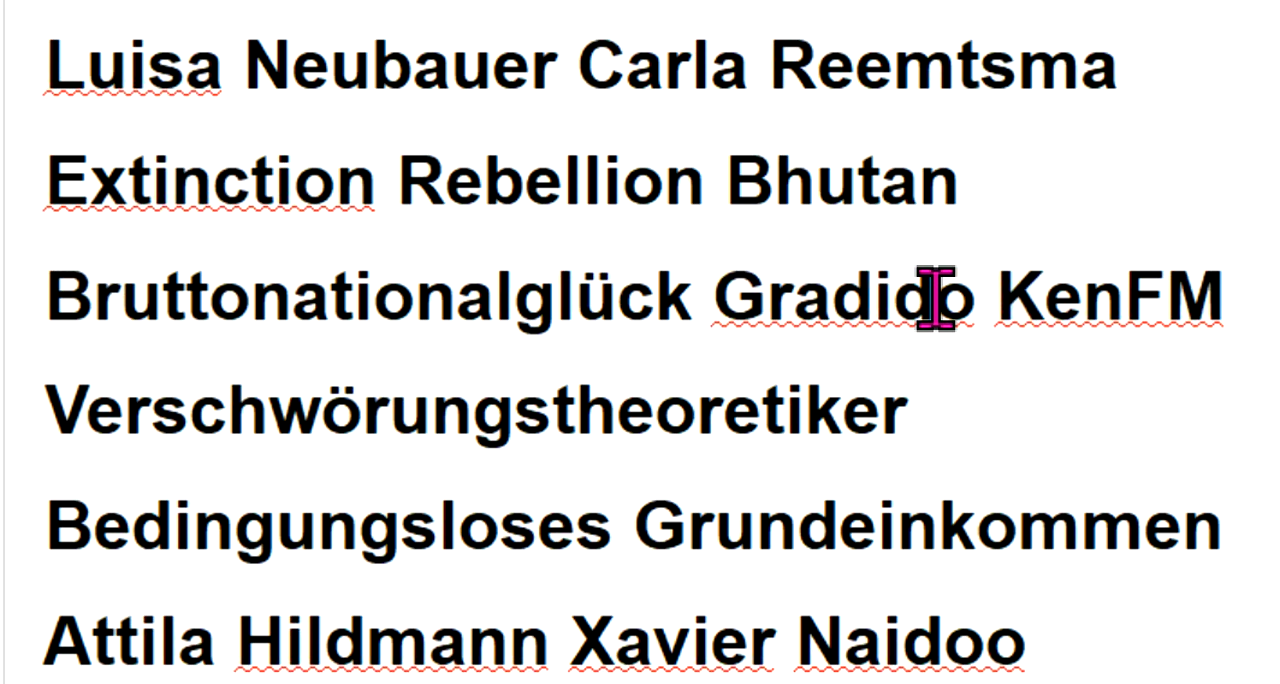 Luisa Neubauer Carla Reemtsma
Extinction Rebellion Bhutan
Bruttonationalglück Gradido KenFM
Verschwörungstheoretiker
Bedingungsloses Grundeinkommen
Attila Hildmann Xavier Naidoo